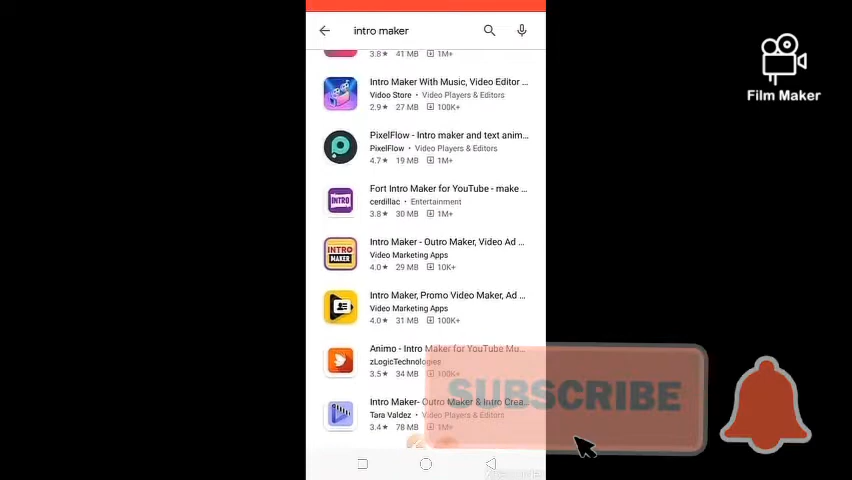 intro maker
3.8★ 41 MB 1M+
Film Maker
Intro Maker With Music, Video Editor ...
Vidoo Store • Video Players & Editors
2.9★ 27 MB 100K+
PixelFlow - Intro maker and text anim...
PixelFlow • Video Players & Editors
4.7★ 19 MB 1M+
Fort Intro Maker for YouTube - make ...
cerdillac • Entertainment
INTRO
3.8★ 30 MB 1M+
Intro Maker - Outro Maker, Video Ad ...
INTRO
MAKER
Video Marketing Apps
4.0★ 29 MB 10K+
Intro Maker, Promo Video Maker, Ad ...
Video Marketing Apps
4.0★ 31 MB 100K+
Animo - Intro Maker for YouTube Mu...
zLogicTechnologies
3.5★ 34 MB 100K+
SUBSCRIBE
Intro Maker- Outro Maker & Intro Crea...
Tara Valdez • Video Players & Editors
3.4★ 78 MB 1M+